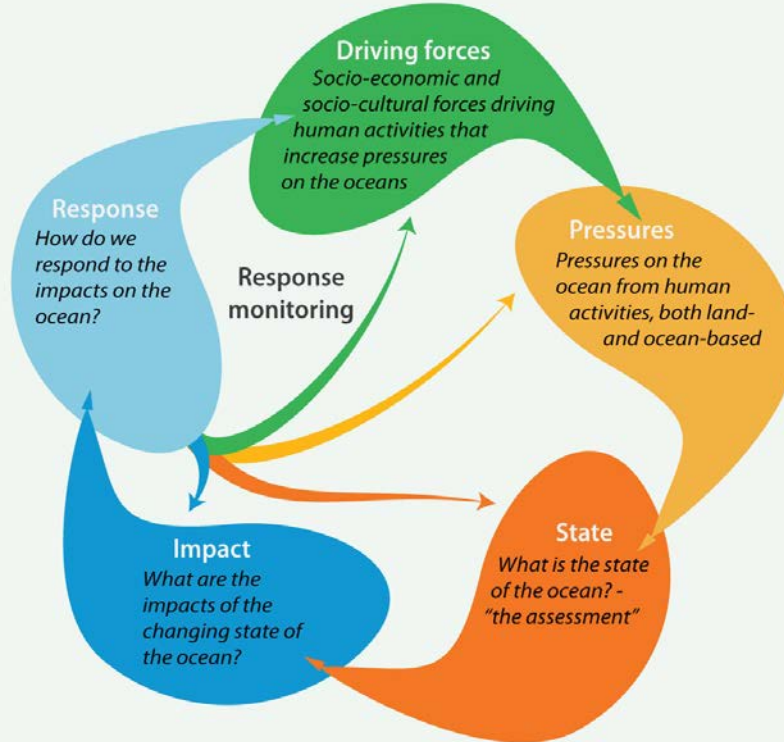 Driving forces
Socio-economic and
socio-cultural forces driving
human activities that
increase pressures
on the oceans
Response
How do we
respond to the
impacts on the
ocean?
Response
monitoring
Pressures
Pressures on the
ocean from human
activities, both land-
and ocean-based
State
What is the state
of the ocean? -
“the assessment”
Impact
What are the
impacts of the
changing state of
the ocean?